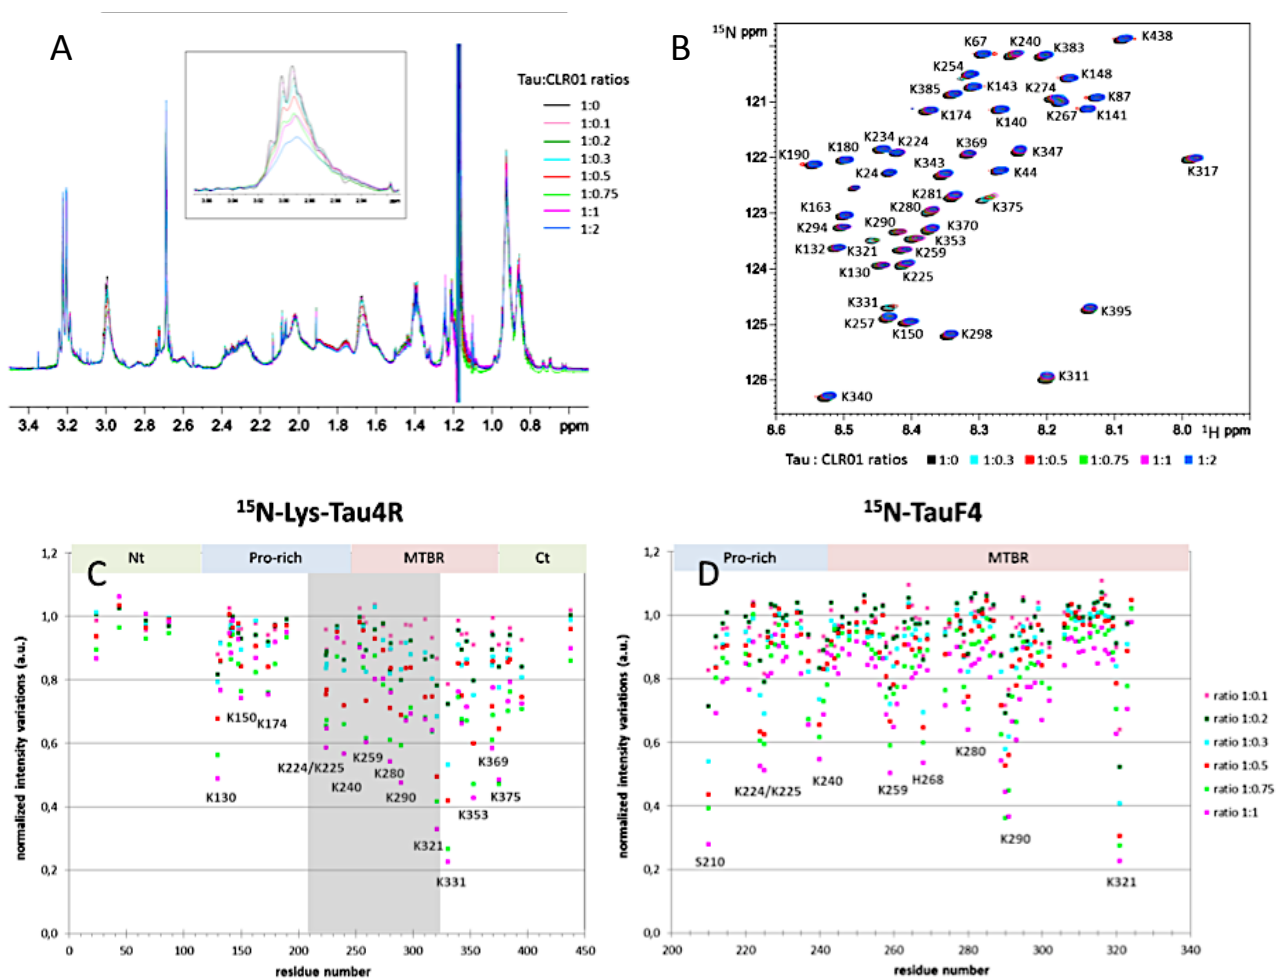 A
Tau:CLR01 ratios
1:0
1:0.1
1:0.2
1:0.3
1:0.5
1:0.75
1:1
1:2
3.4 3.2 3.0 2.8 2.6 2.4 2.2 2.0 1.8 1.6 1.4 1.2 1.0 0.8 ppm
B
15N ppm
121
122
123
124
125
126
K67
K240
K383
K438
K254
K148
K385
K143
K274
K87
K174
K140
K267
K141
K234
K224
K369
K190
K180
K347
K317
K343
K24
K44
K281
K375
K163
K280
K290
K370
K294
K353
K132
K321
K259
K130
K225
K331
K257
K150
K298
K395
K311
K340
8.6 8.5 8.4 8.3 8.2 8.1 8.0 1H ppm
Tau : CLR01 ratios 1:0 1:0.3 1:0.5 1:0.75 1:1 1:2
15N-Lys-Tau4R
C
Nt Pro-rich MTBR Ct
normalized intensity variations (a.u.)
1,2
1,0
0,8
0,6
0,4
0,2
0,0
K150
K174
K224/K225
K259
K240
K280
K130
K290
K369
K375
K353
K321
K331
0 50 100 150 200 250 300 350 400 450
residue number
15N-TauF4
D
Pro-rich MTBR
normalized intensity variations (a.u.)
1,2
1,0
0,8
0,6
0,4
0,2
0,0
K280
K240
H268
K224/K225
K259
K290
S210
K321
200 220 240 260 280 300 320 340
residue number
ratio 1:0.1
ratio 1:0.2
ratio 1:0.3
ratio 1:0.5
ratio 1:0.75
ratio 1:1